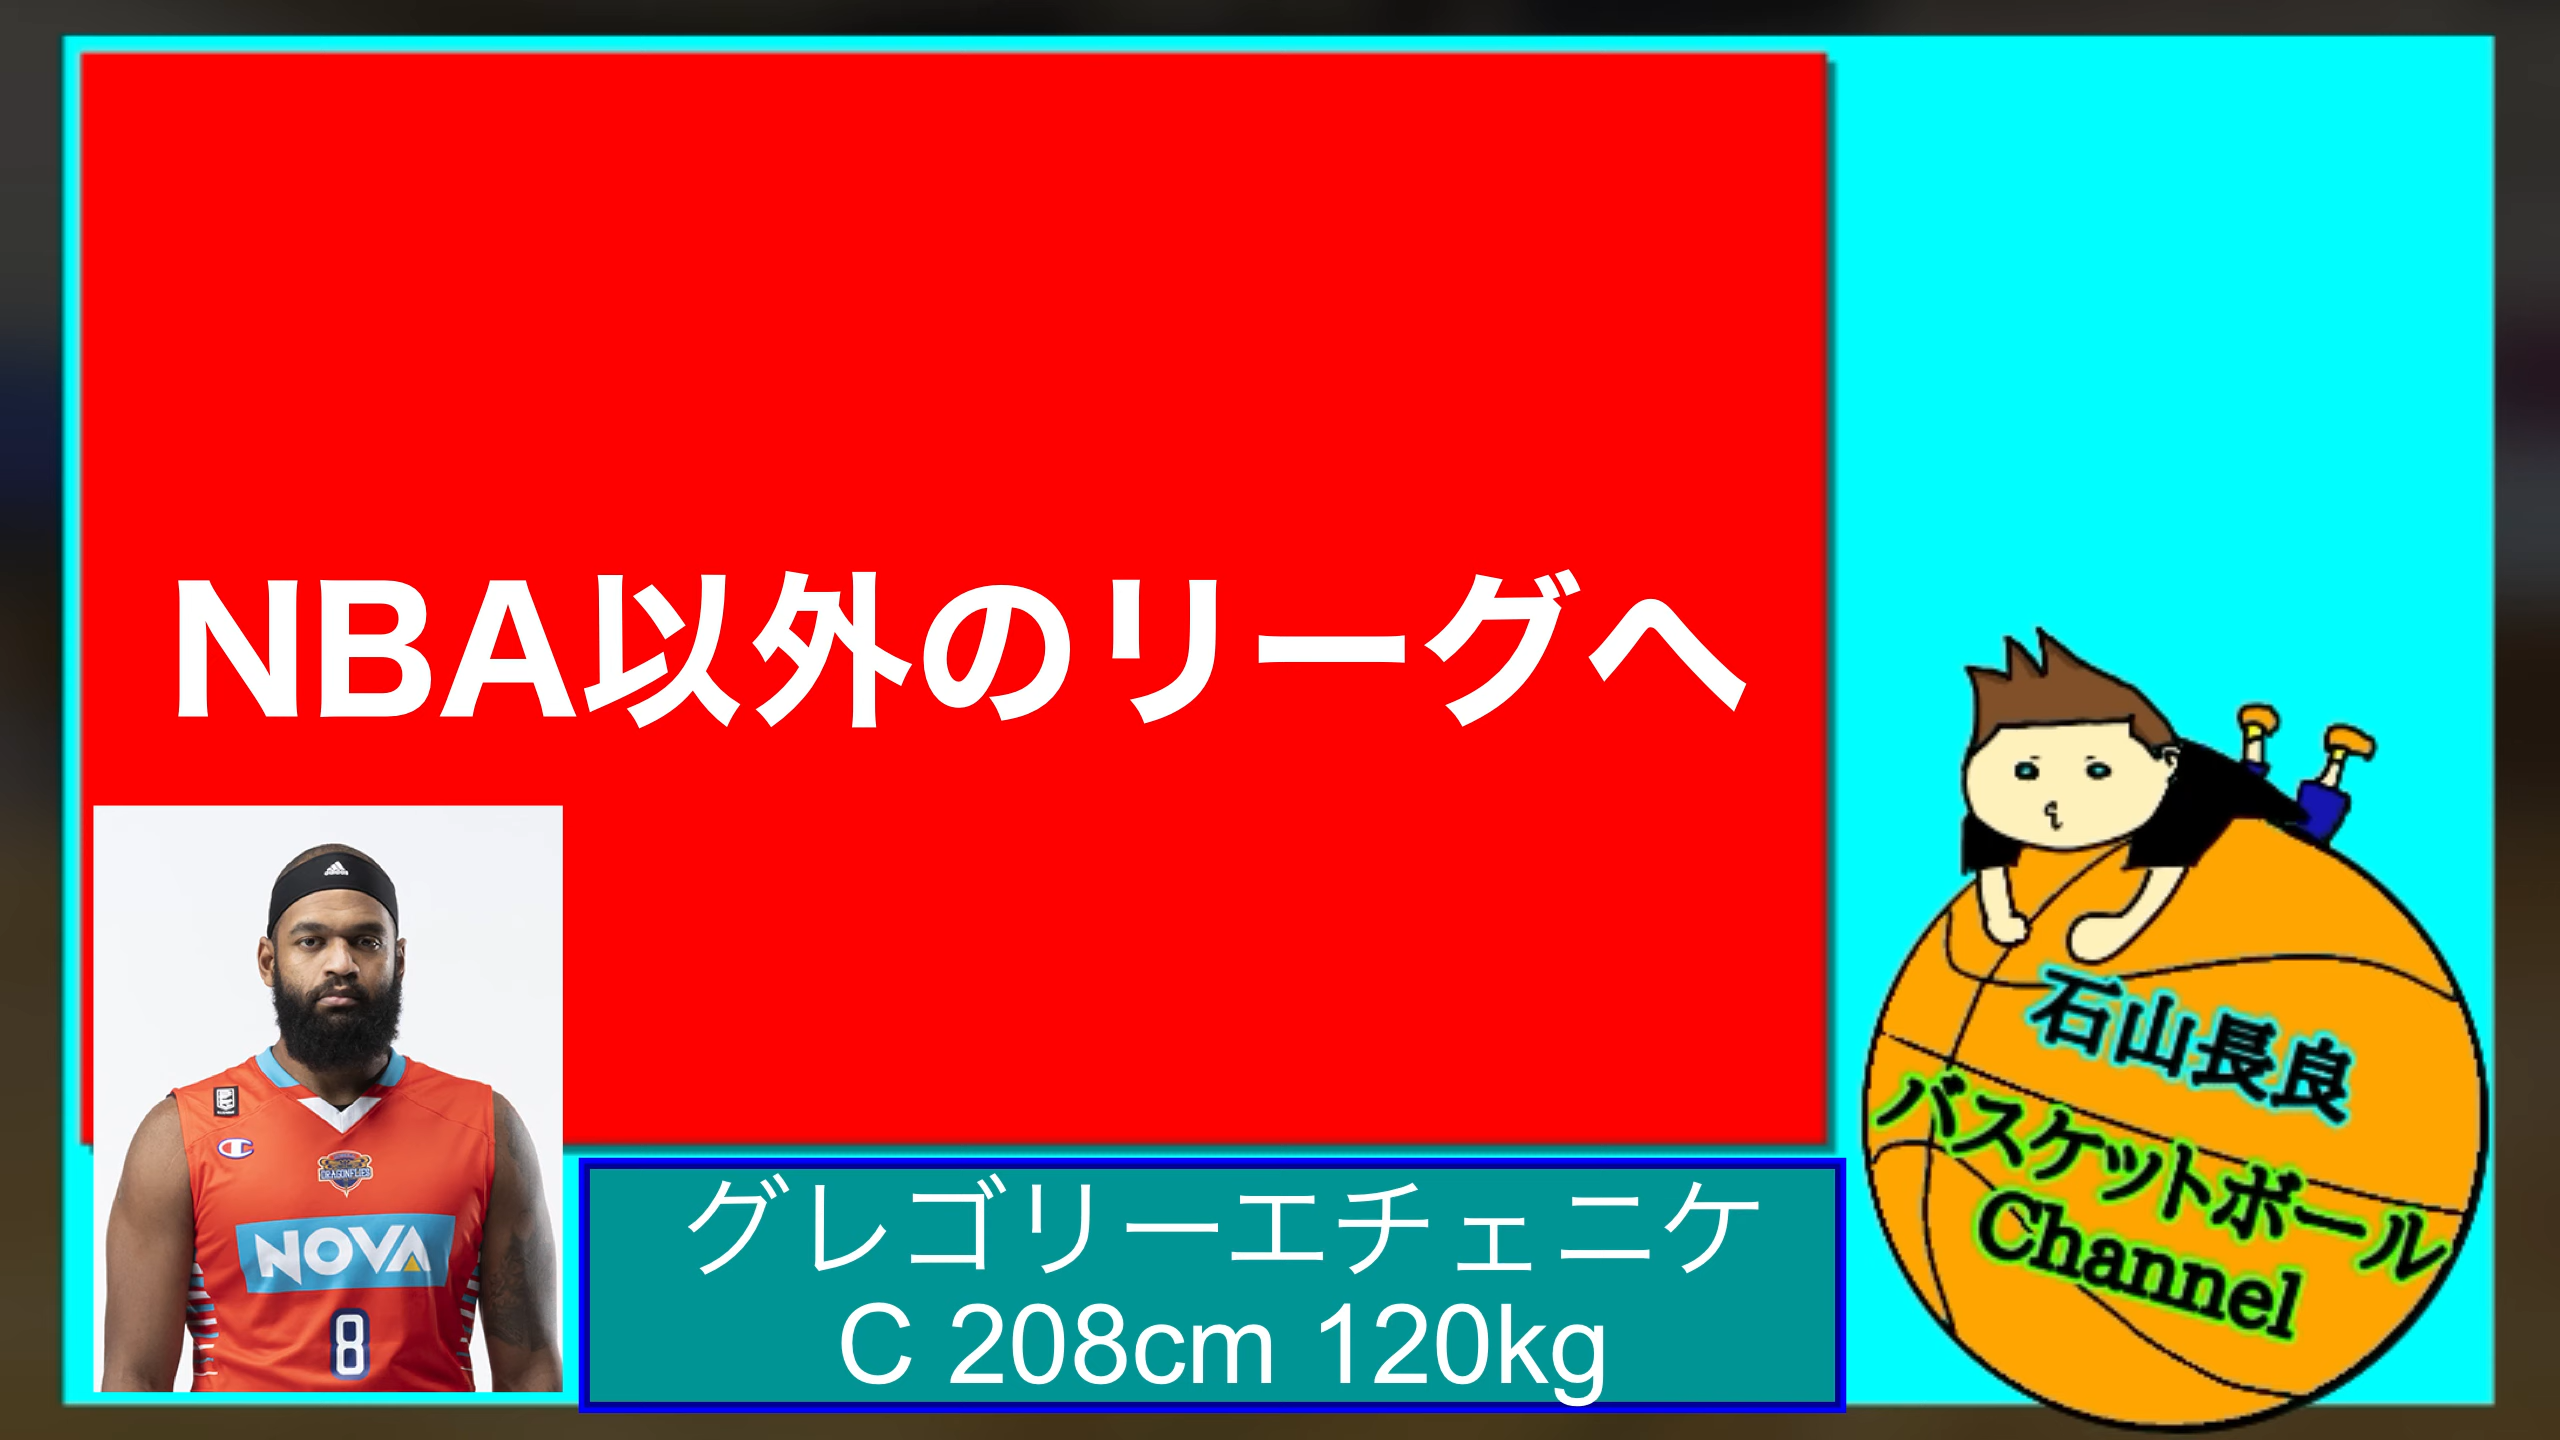 NBA以外のリーグへ
DRAGONFLIES
NOVA
8
グレゴリーエチェニケ
C 208cm 120kg
石山長良
バスケットボール
Channel